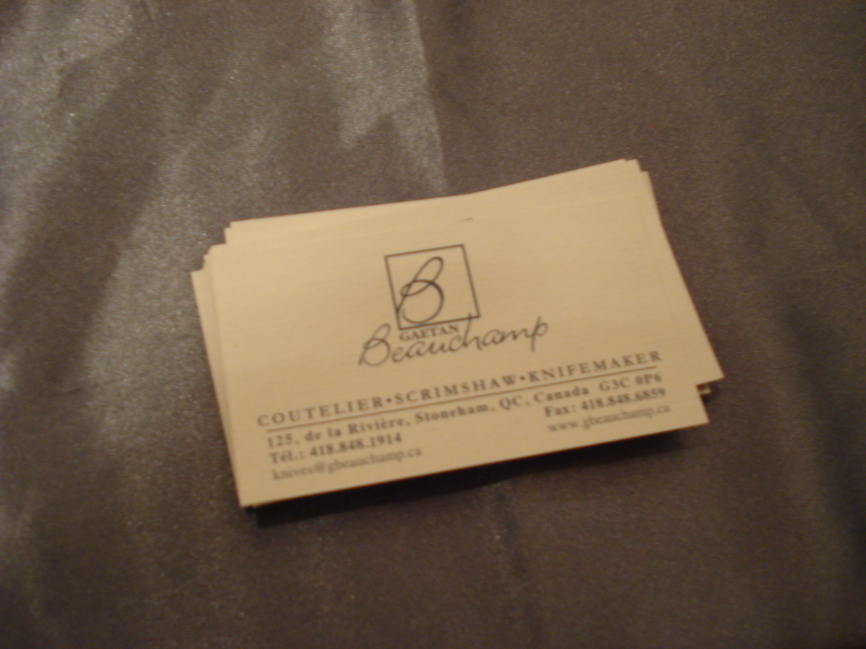 B
GAETAN
Beauchamp
COUTELIER•SCRIMSHAW•KNIFEMAKER
125, de la Rivière, Stoneham, QC, Canada G3C 0P6
Tél.: 418.848.1914 Fax: 418.848.6859
knives@gbeauchamp.ca www.gbeauchamp.ca